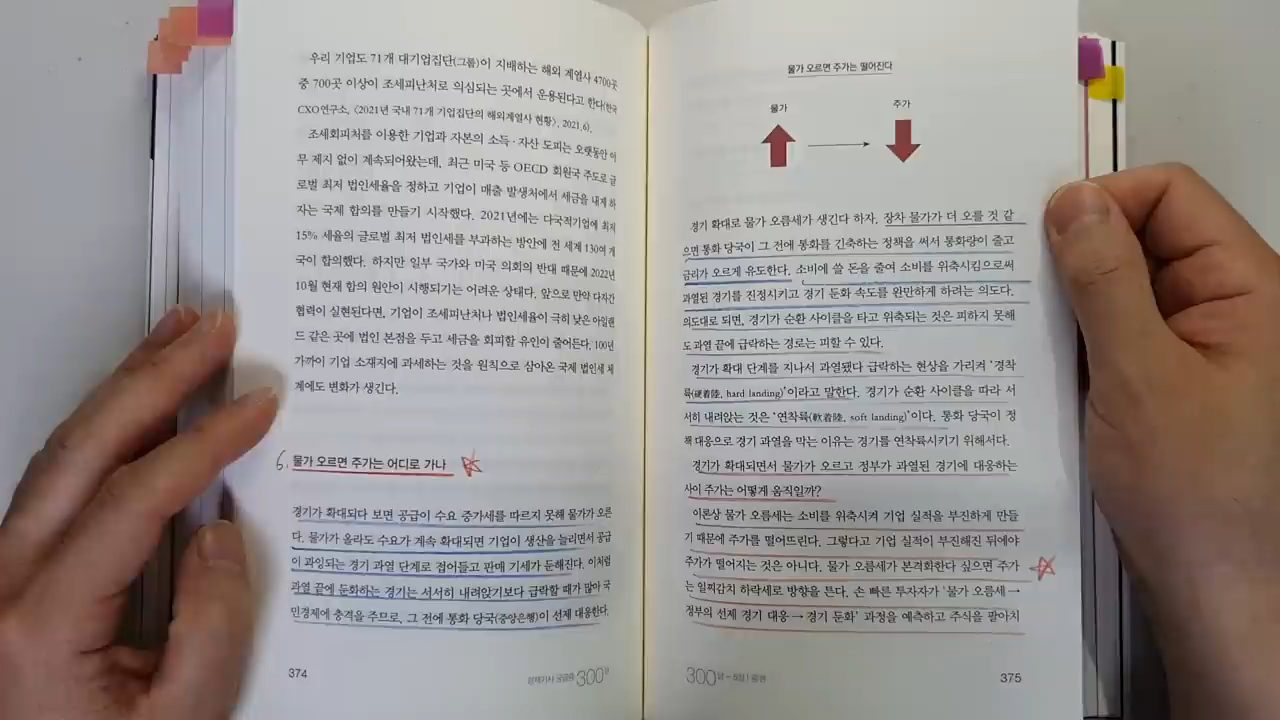 우리 기업도 71개 대기업집단(그룹)이 지배하는 해외 계열사 4700곳
중 700곳 이상이 조세피난처로 의심되는 곳에서 운용된다고 한다(한국
CXO연구소, 〈2021년 국내 71개 기업집단의 해외계열사 현황〉, 2021.6).
조세회피처를 이용한 기업과 자본의 소득·자산 도피는 오랫동안 아
무 제지 없이 계속되어왔는데, 최근 미국 등 OECD 회원국 주도로 글
로벌 최저 법인세율을 정하고 기업이 매출 발생처에서 세금을 내게 하
자는 국제 합의를 만들기 시작했다. 2021년에는 다국적기업에 최저
15% 세율의 글로벌 최저 법인세를 부과하는 방안에 전 세계 130여 개
국이 합의했다. 하지만 일부 국가와 미국 의회의 반대 때문에 2022년
10월 현재 합의 원안이 시행되기는 어려운 상태다. 앞으로 만약 다자간
협력이 실현된다면, 기업이 조세피난처나 법인세율이 극히 낮은 아일랜
드 같은 곳에 법인 본점을 두고 세금을 회피할 유인이 줄어든다. 100년
가까이 기업 소재지에 과세하는 것을 원칙으로 삼아온 국제 법인세 체
계에도 변화가 생긴다.
6. 물가 오르면 주가는 어디로 가나
경기가 확대되다 보면 공급이 수요 증가세를 따르지 못해 물가가 오른
다. 물가가 올라도 수요가 계속 확대되면 기업이 생산을 늘리면서 공급
이 과잉되는 경기 과열 단계로 접어들고 판매 기세가 둔해진다. 이처럼
과열 끝에 둔화하는 경기는 서서히 내려앉기보다 급락할 때가 많아 국
민경제에 충격을 주므로, 그 전에 통화 당국(중앙은행)이 선제 대응한다.
374
경제기사 궁금증 300문
물가 오르면 주가는 떨어진다
물가
주가
경기 확대로 물가 오름세가 생긴다 하자. 장차 물가가 더 오를 것 같
으면 통화 당국이 그 전에 통화를 긴축하는 정책을 써서 통화량이 줄고
금리가 오르게 유도한다. 소비에 쓸 돈을 줄여 소비를 위축시킴으로써
과열된 경기를 진정시키고 경기 둔화 속도를 완만하게 하려는 의도다.
의도대로 되면, 경기가 순환 사이클을 타고 위축되는 것은 피하지 못해
도 과열 끝에 급락하는 경로는 피할 수 있다.
경기가 확대 단계를 지나서 과열됐다 급락하는 현상을 가리켜 '경착
륙(硬着陸, hard landing)'이라고 말한다. 경기가 순환 사이클을 따라 서
서히 내려앉는 것은 '연착륙(軟着陸, soft landing)'이다. 통화 당국이 정
책 대응으로 경기 과열을 막는 이유는 경기를 연착륙시키기 위해서다.
경기가 확대되면서 물가가 오르고 정부가 과열된 경기에 대응하는
사이 주가는 어떻게 움직일까?
이론상 물가 오름세는 소비를 위축시켜 기업 실적을 부진하게 만들
기 때문에 주가를 떨어뜨린다. 그렇다고 기업 실적이 부진해진 뒤에야
주가가 떨어지는 것은 아니다. 물가 오름세가 본격화한다 싶으면 주가
는 일찌감치 하락세로 방향을 튼다. 손 빠른 투자자가 '물가 오름세 →
정부의 선제 경기 대응 → 경기 둔화' 과정을 예측하고 주식을 팔아치
300답 – 5장 | 증권
375